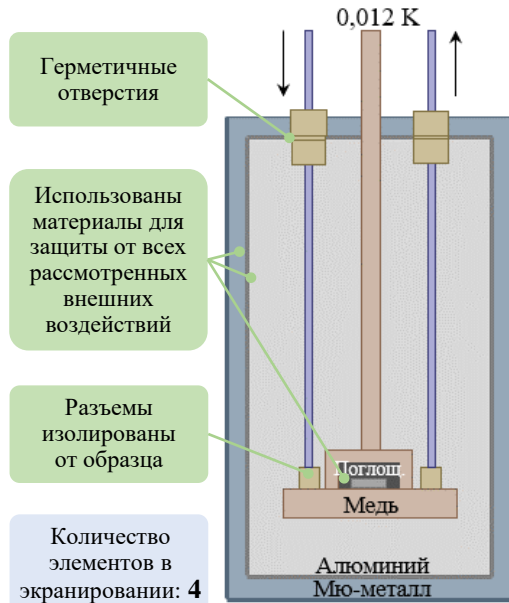 0,012 K
Герметичные
отверстия
Использованы
материалы для
защиты от всех
рассмотренных
внешних
воздействий
Разъемы
изолированы
от образца
Поглощ.
Медь
Количество
элементов в
экранировании: 4
Алюминий
Мю-металл